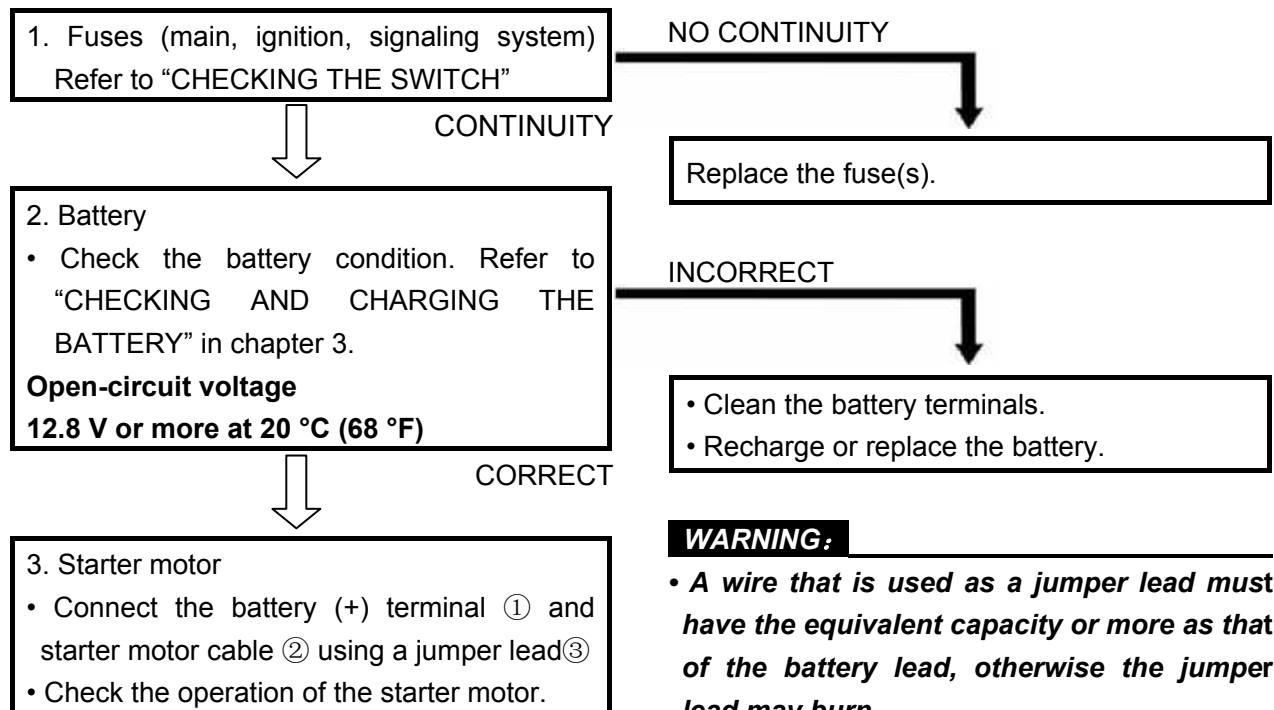 1. Fuses (main, ignition, signaling system)
Refer to “CHECKING THE SWITCH”
NO CONTINUITY
CONTINUITY
Replace the fuse(s).
2. Battery
• Check the battery condition. Refer to
“CHECKING AND CHARGING THE
BATTERY” in chapter 3.
Open-circuit voltage
12.8 V or more at 20 °C (68 °F)
INCORRECT
• Clean the battery terminals.
• Recharge or replace the battery.
CORRECT
3. Starter motor
• Connect the battery (+) terminal ① and
starter motor cable ② using a jumper lead③
• Check the operation of the starter motor.
WARNING：
• A wire that is used as a jumper lead must
have the equivalent capacity or more as that
of the battery lead, otherwise the jumper
lead may burn